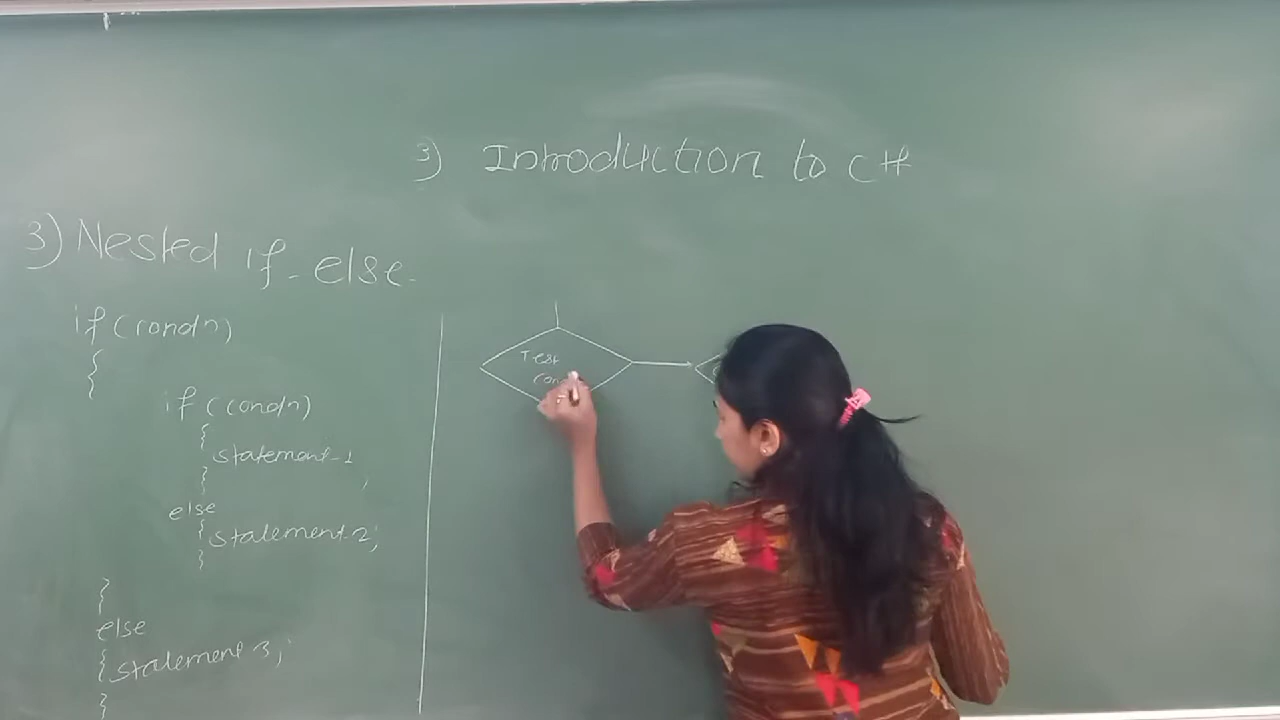 3) Introduction to C#
3) Nested if-else-
if (condn)
{
if (condn)
{
statement-1
;
}
else
{ statement-2;
}
}
else
{ statement-3;
}
Test
con